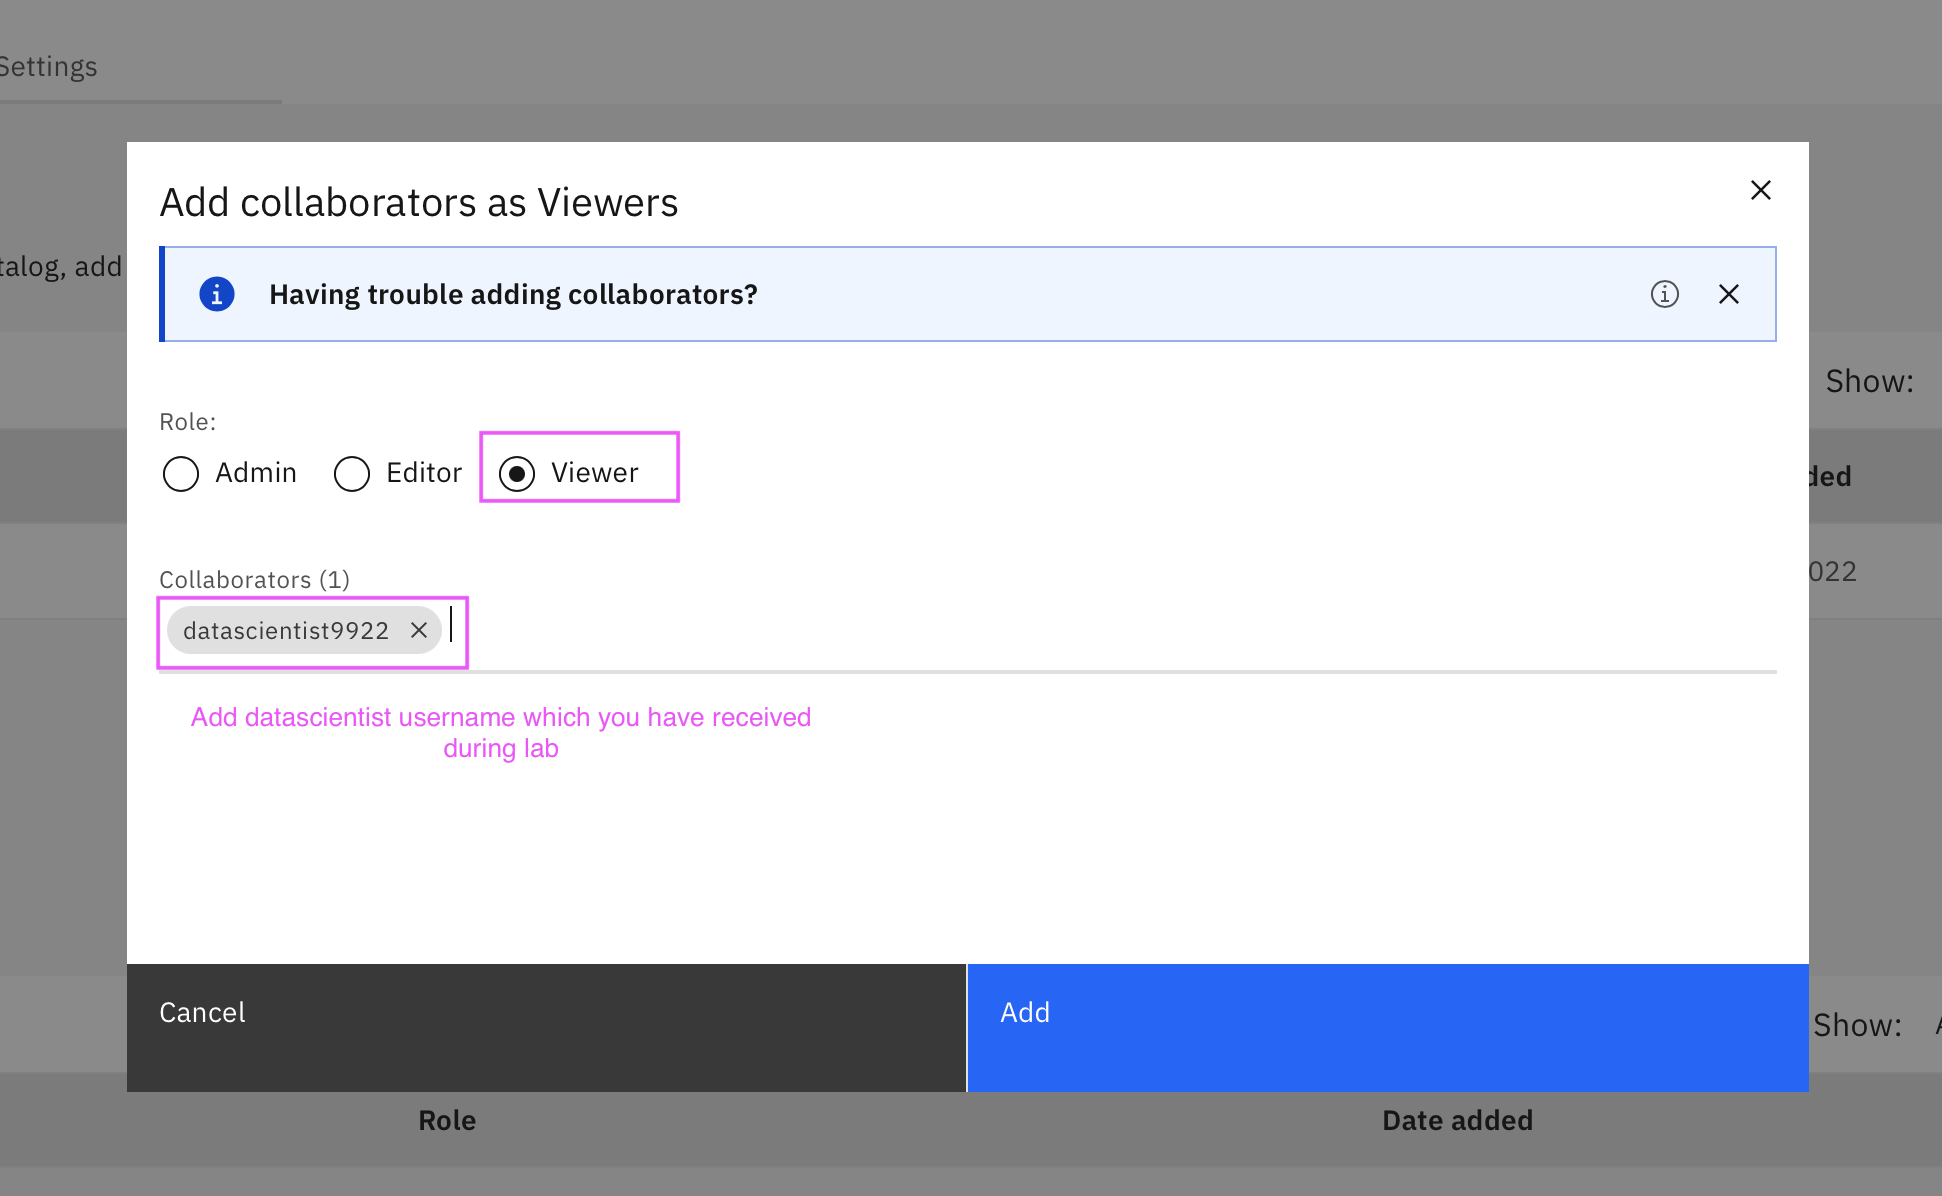 Settings
Add collaborators as Viewers
talog, add
Having trouble adding collaborators?
Show:
Role:
Admin Editor Viewer
ded
022
Collaborators (1)
datascientist9922
Add datascientist username which you have received
during lab
Cancel Add
Show:
Role Date added